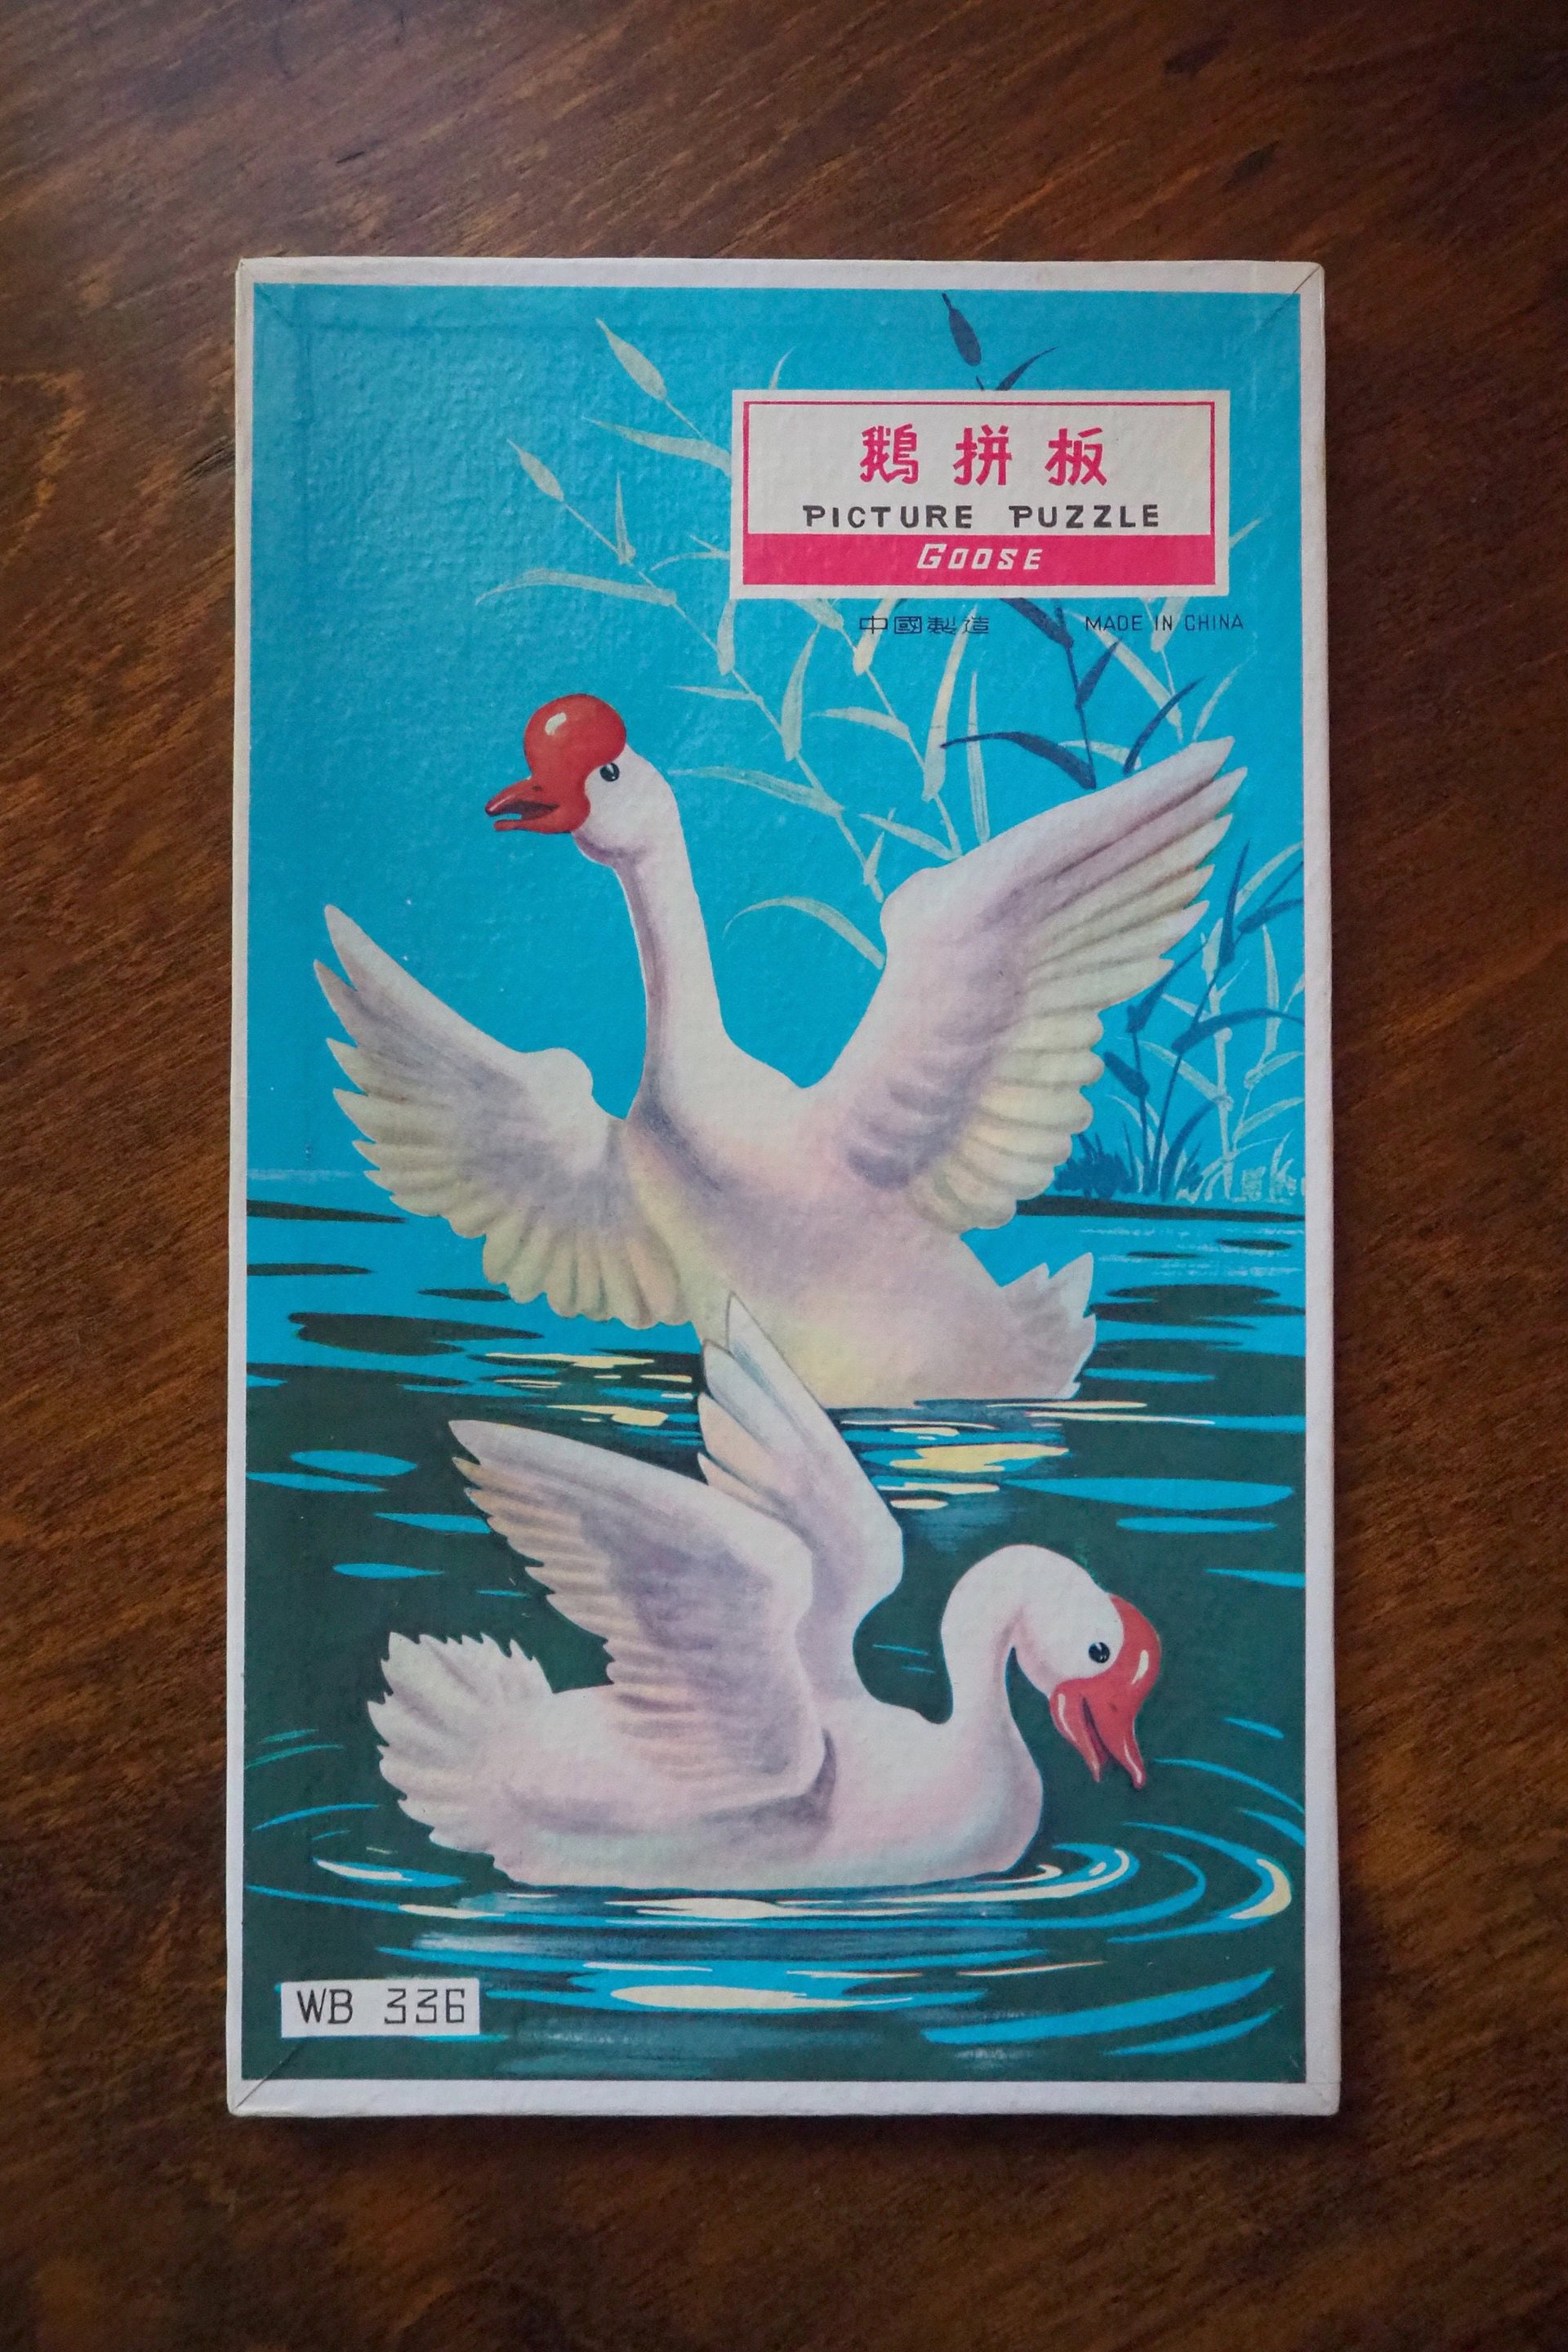 鵝拼板
PICTURE PUZZLE
GOOSE
中國製造 MADE IN CHINA
WB 336